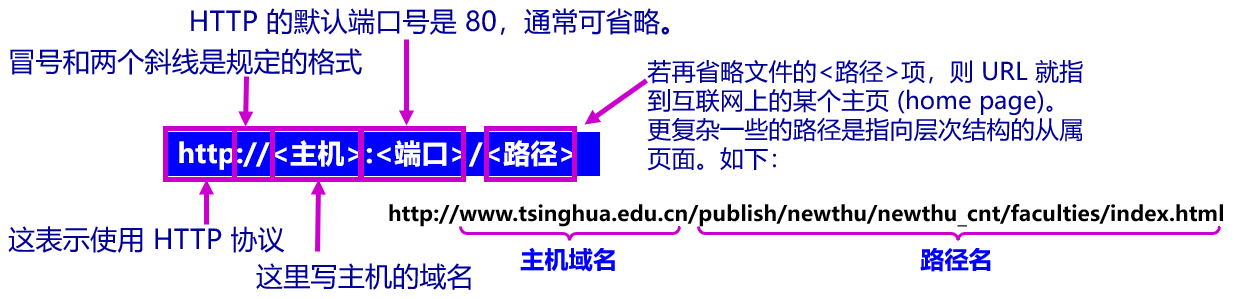 HTTP 的默认端口号是 80，通常可省略。
冒号和两个斜线是规定的格式
若再省略文件的<路径>项，则 URL 就指
到互联网上的某个主页 (home page)。
更复杂一些的路径是指向层次结构的从属
页面。如下：
http://<主机>:<端口>/<路径>
http://www.tsinghua.edu.cn/publish/newthu/newthu_cnt/faculties/index.html
这表示使用 HTTP 协议
这里写主机的域名
主机域名
路径名